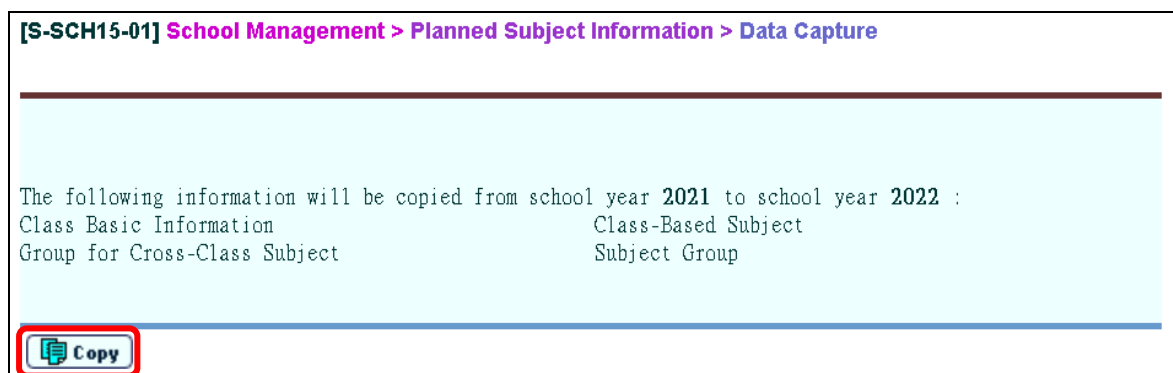 [S-SCH15-01] School Management > Planned Subject Information > Data Capture
The following information will be copied from school year 2021 to school year 2022 :
Class Basic Information Class-Based Subject
Group for Cross-Class Subject Subject Group
Copy